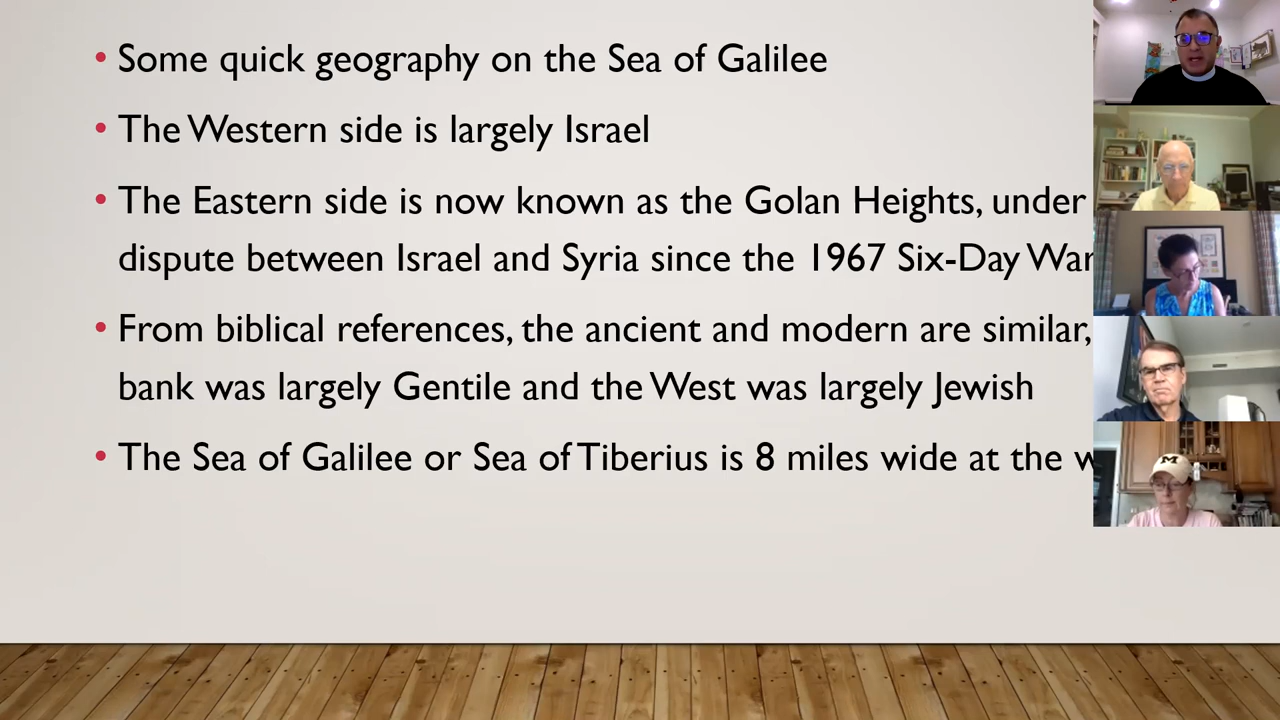 • Some quick geography on the Sea of Galilee
• The Western side is largely Israel
• The Eastern side is now known as the Golan Heights, under
dispute between Israel and Syria since the 1967 Six-Day War
• From biblical references, the ancient and modern are similar,
bank was largely Gentile and the West was largely Jewish
• The Sea of Galilee or Sea of Tiberius is 8 miles wide at the
M